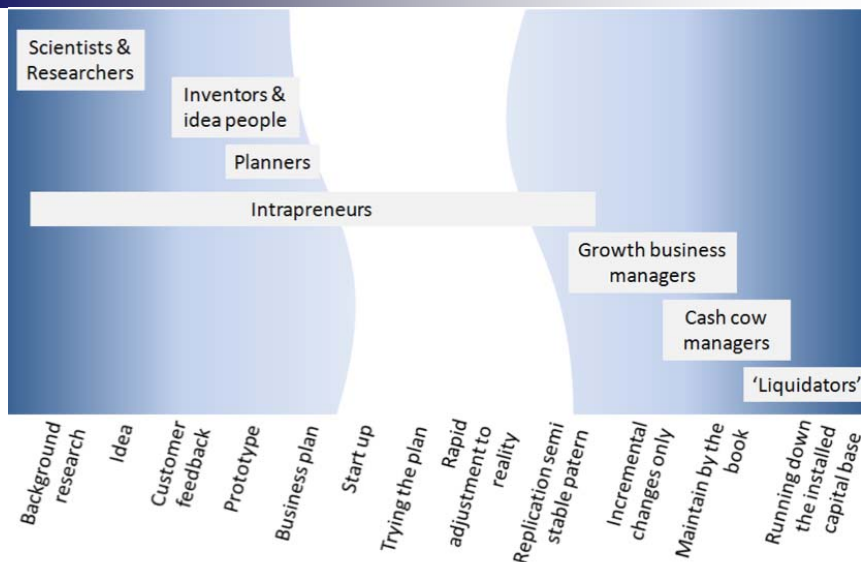 Scientists &
Researchers
Inventors &
idea people
Planners
Intrapreneurs
Growth business
managers
Cash cow
managers
‘Liquidators’
Background
research
Idea
Customer
feedback
Prototype
Business plan
Start up
Trying the plan
Rapid
adjustment to
reality
Replication semi
stable patern
Incremental
changes only
Maintain by the
book
Running down
the installed
capital base